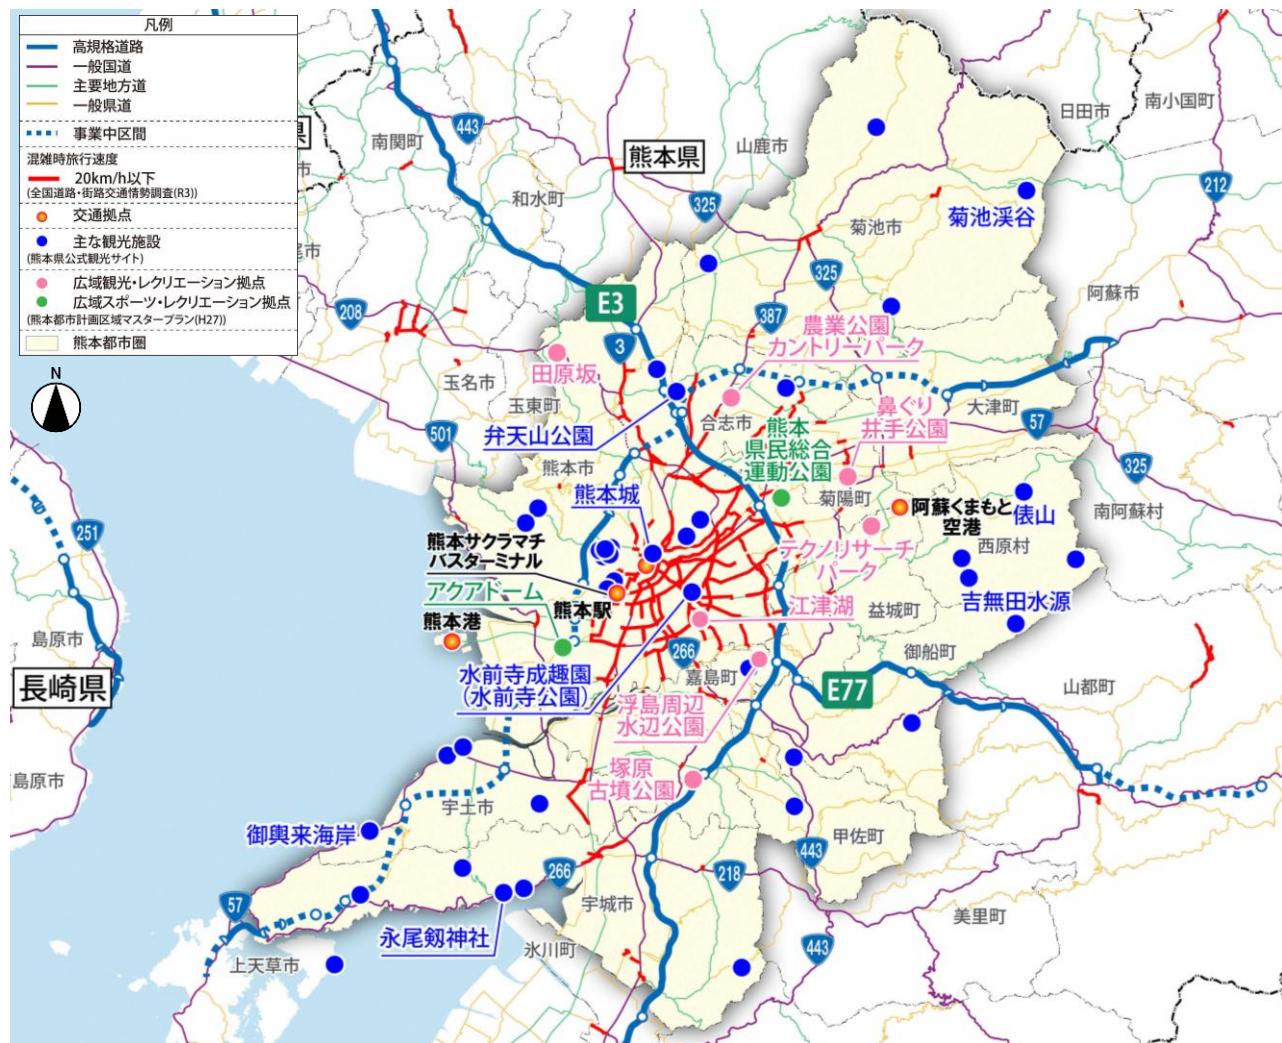 凡例
高規格道路
一般国道
主要地方道
一般県道
事業中区間
混雑時旅行速度
20km/h以下
(全国道路・街路交通情勢調査(R3))
交通拠点
主な観光施設
(熊本県公式観光サイト)
広域観光・レクリエーション拠点
広域スポーツ・レクリエーション拠点
(熊本都市計画区域マスタープラン(H27))
熊本都市圏
N
県
南関町
443
熊本県
山鹿市
日田市
南小国町
和水町
325
212
菊池市
菊池渓谷
市
尾市
325
E3
208
387
阿蘇市
3
農業公園
カントリーパーク
田原坂
玉名市
玉東町
合志市
大津町
鼻ぐり
井手公園
57
501
弁天山公園
熊本
県民総合
運動公園
熊本市
325
熊本城
菊陽町
阿蘇くまもと
空港
俵山
南阿蘇村
251
熊本サクラマチ
バスターミナル
テクノリサーチ
パーク
西原村
アクアドーム
熊本駅
江津湖
吉無田水源
熊本港
益城町
島原市
266
御船町
長崎県
水前寺成趣園
(水前寺公園)
嘉島町
E77
山都町
浮島周辺
水辺公園
島原市
塚原
古墳公園
宇土市
御輿来海岸
甲佐町
443
266
218
57
宇城市
美里町
永尾剱神社
氷川町
443
上天草市